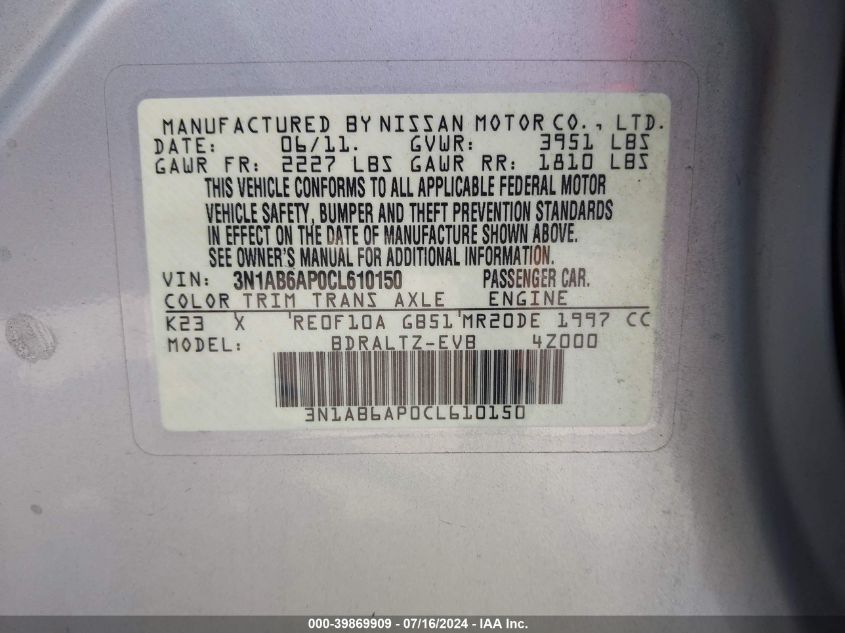 MANUFACTURED BY NISSAN MOTOR CO., LTD.
DATE: 06/11. GVWR: 3951 LBS
GAWR FR: 2227 LBS GAWR RR: 1810 LBS
THIS VEHICLE CONFORMS TO ALL APPLICABLE FEDERAL MOTOR
VEHICLE SAFETY, BUMPER AND THEFT PREVENTION STANDARDS
IN EFFECT ON THE DATE OF MANUFACTURE SHOWN ABOVE.
SEE OWNER'S MANUAL FOR ADDITIONAL INFORMATION.
VIN: 3N1AB6AP0CL610150 PASSENGER CAR.
COLOR TRIM TRANS AXLE ENGINE
K23 X RE0F10A GB51 MR20DE 1997 CC
MODEL: BDRALTZ-EVB 4Z000
3N1AB6AP0CL610150
000-39869909 - 07/16/2024 - IAA Inc.